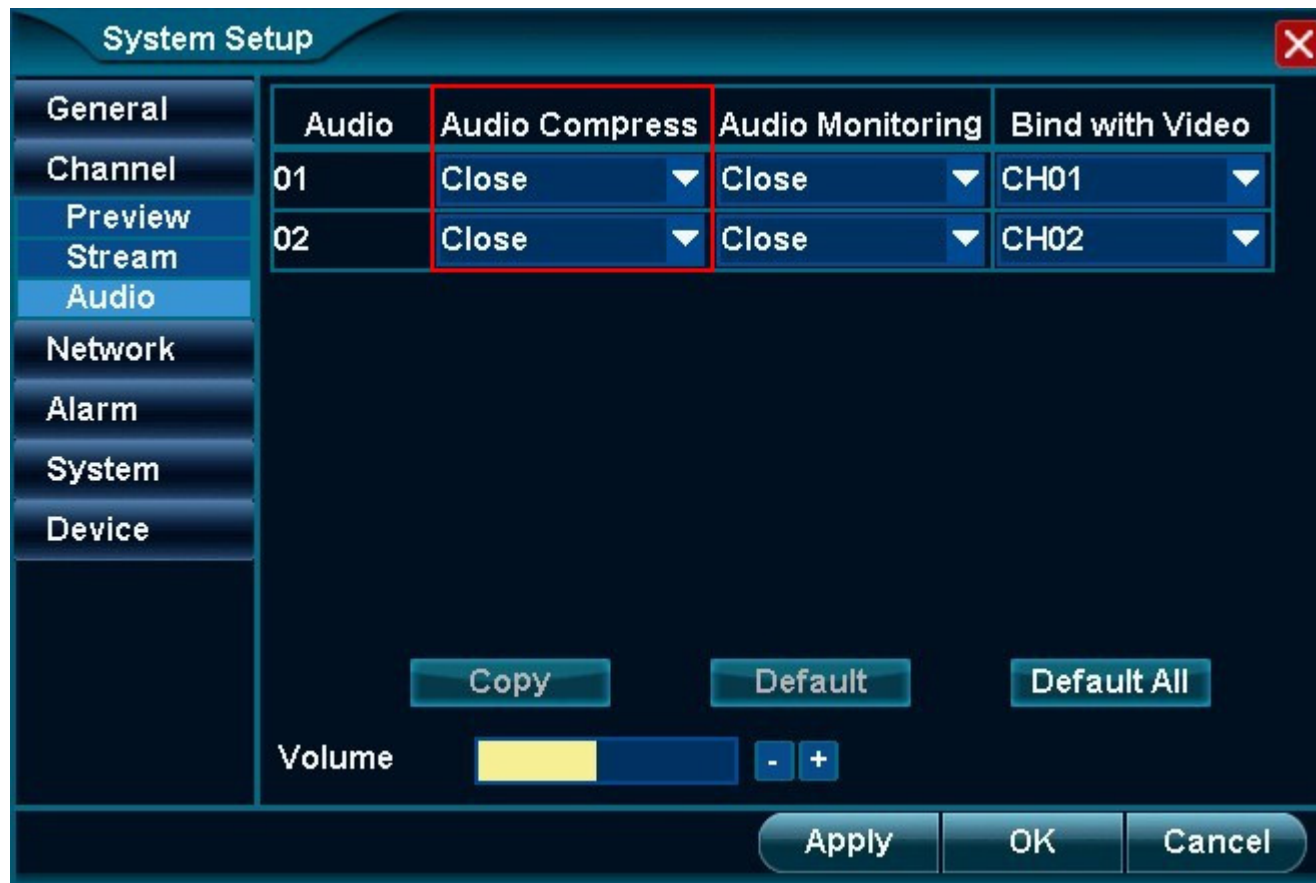 System Setup
General
Channel
Preview
Stream
Audio
Network
Alarm
System
Device
Audio Audio Compress Audio Monitoring Bind with Video
01 Close Close CH01
02 Close Close CH02
Copy Default Default All
Volume - +
Apply OK Cancel